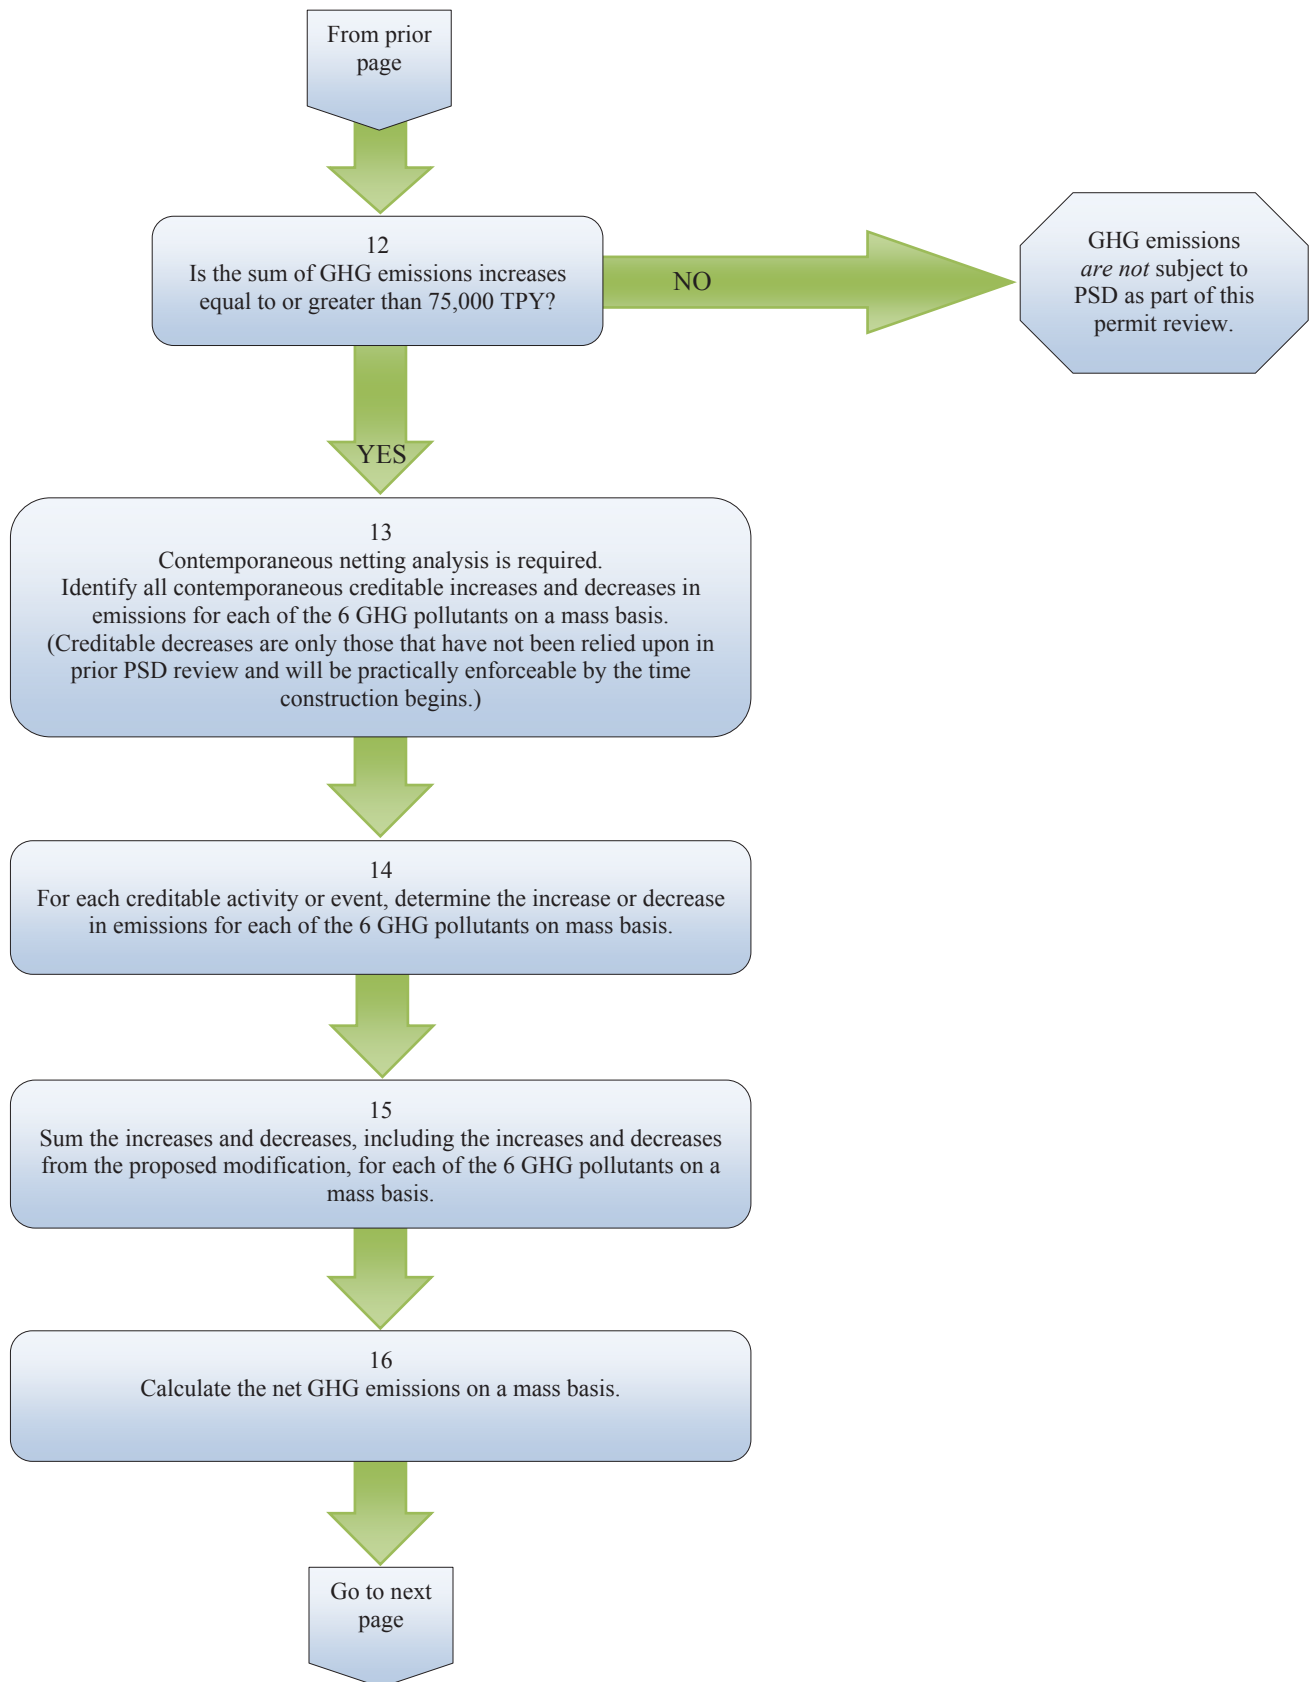 From prior
page
12
Is the sum of GHG emissions increases
equal to or greater than 75,000 TPY?
NO
GHG emissions
are not subject to
PSD as part of this
permit review.
YES
13
Contemporaneous netting analysis is required.
Identify all contemporaneous creditable increases and decreases in
emissions for each of the 6 GHG pollutants on a mass basis.
(Creditable decreases are only those that have not been relied upon in
prior PSD review and will be practically enforceable by the time
construction begins.)
14
For each creditable activity or event, determine the increase or decrease
in emissions for each of the 6 GHG pollutants on mass basis.
15
Sum the increases and decreases, including the increases and decreases
from the proposed modification, for each of the 6 GHG pollutants on a
mass basis.
16
Calculate the net GHG emissions on a mass basis.
Go to next
page